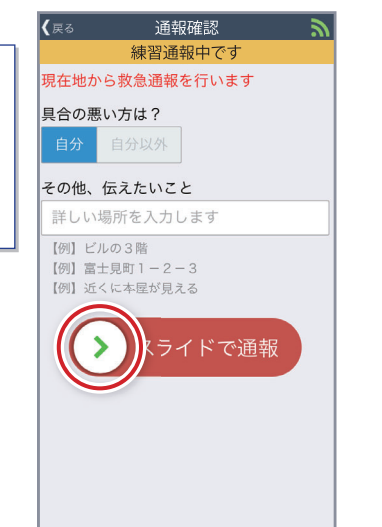 戻る
通報確認
練習通報中です
現在地から救急通報を行います
具合の悪い方は？
自分
自分以外
その他、伝えたいこと
詳しい場所を入力します
【例】ビルの３階
【例】富士見町１－２－３
【例】近くに本屋が見える
スライドで通報